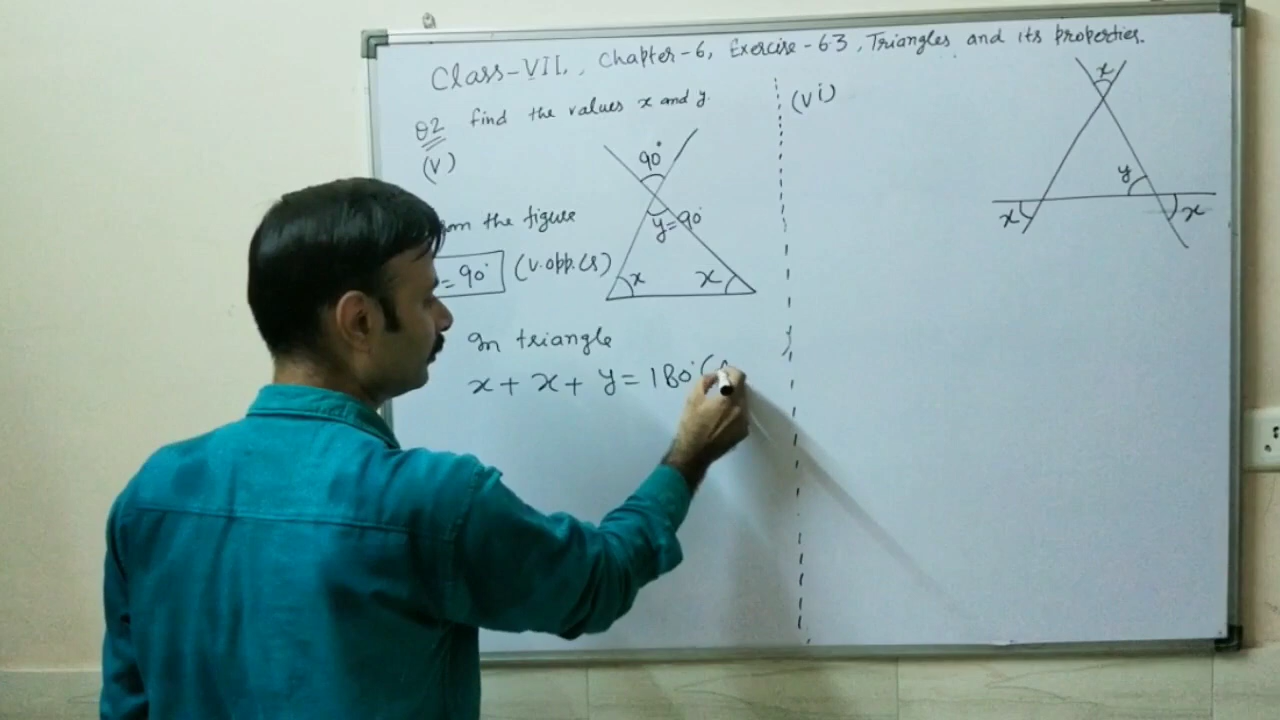 Class-VII, Chapter-6, Exercise-6.3, Triangles and its properties.
Q2 find the values x and y.
(V)
90°
y=90°
x x
the figure
= 90° (V.opp.∠s)
In triangle
x + x + y = 180° (
(vi)
x
y
x x